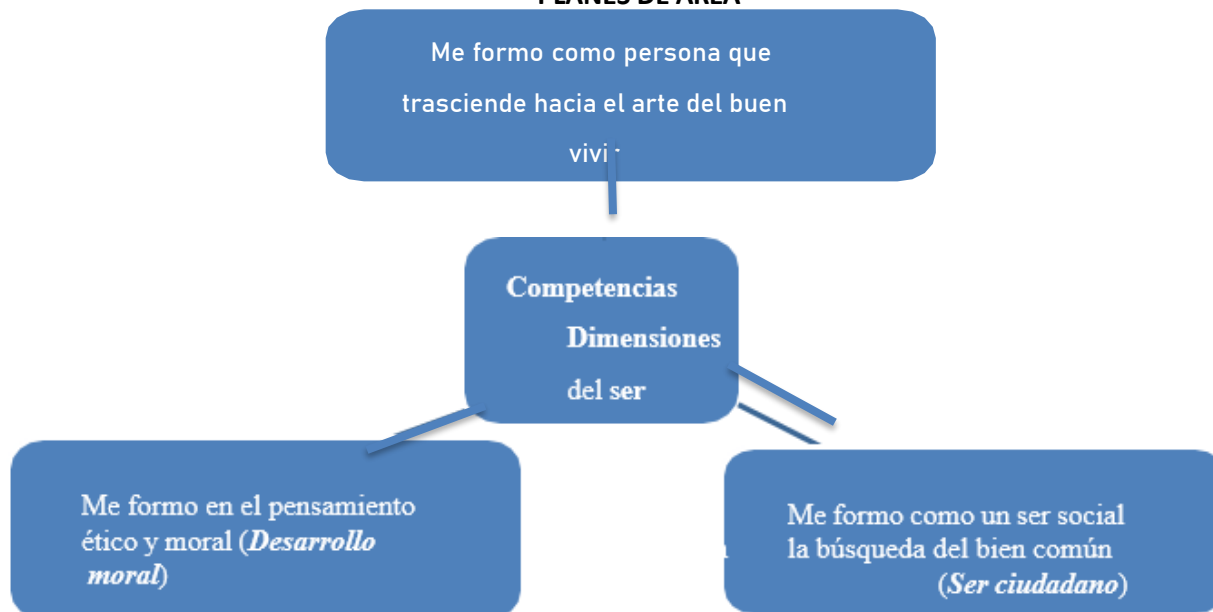 PLANES DE ÁREA
Me formo como persona que
trasciende hacia el arte del buen
vivir
Competencias
Dimensiones
del ser
Me formo en el pensamiento
ético y moral (Desarrollo
moral)
Me formo como un ser social
la búsqueda del bien común
(Ser ciudadano)